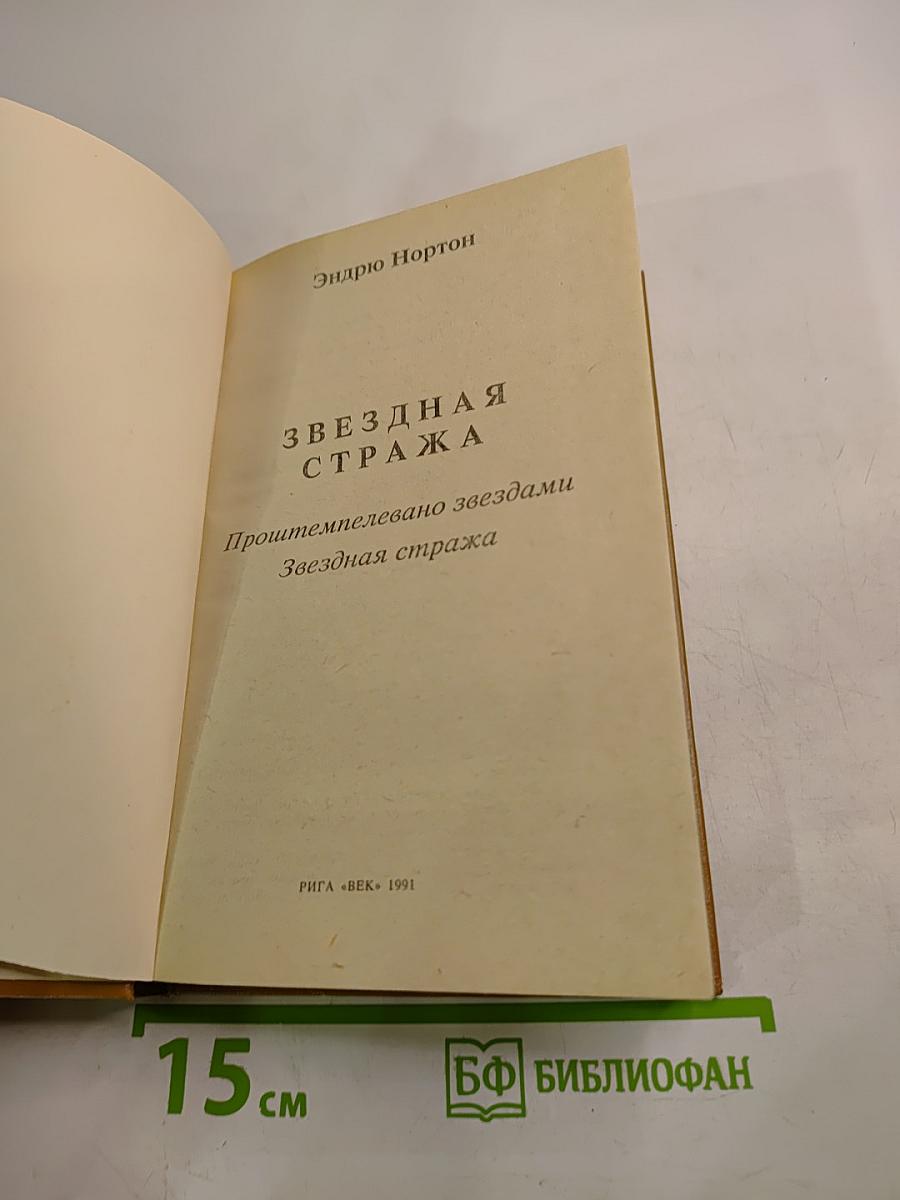 Эндрю Нортон
ЗВЕЗДНАЯ
СТРАЖА
Проштемпелевано звездами
Звездная стража
РИГА «ВЕК» 1991
15 см
БФ БИБЛИОФАН